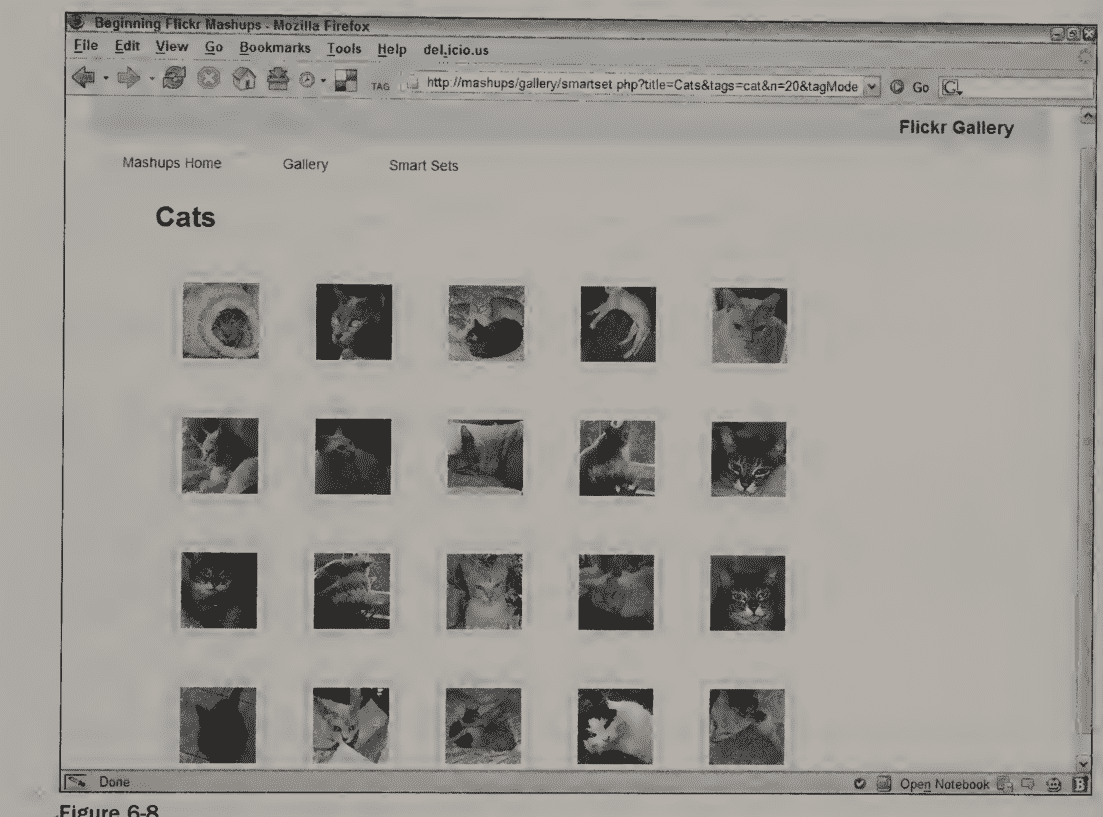 Beginning Flickr Mashups - Mozilla Firefox
File Edit View Go Bookmarks Tools Help del.icio.us
TAG http://mashups/gallery/smartset php?title=Cats&tags=cat&n=20&tagMode Go G
Flickr Gallery
Mashups Home Gallery Smart Sets
Cats
Done Open Notebook B
Figure 6-8